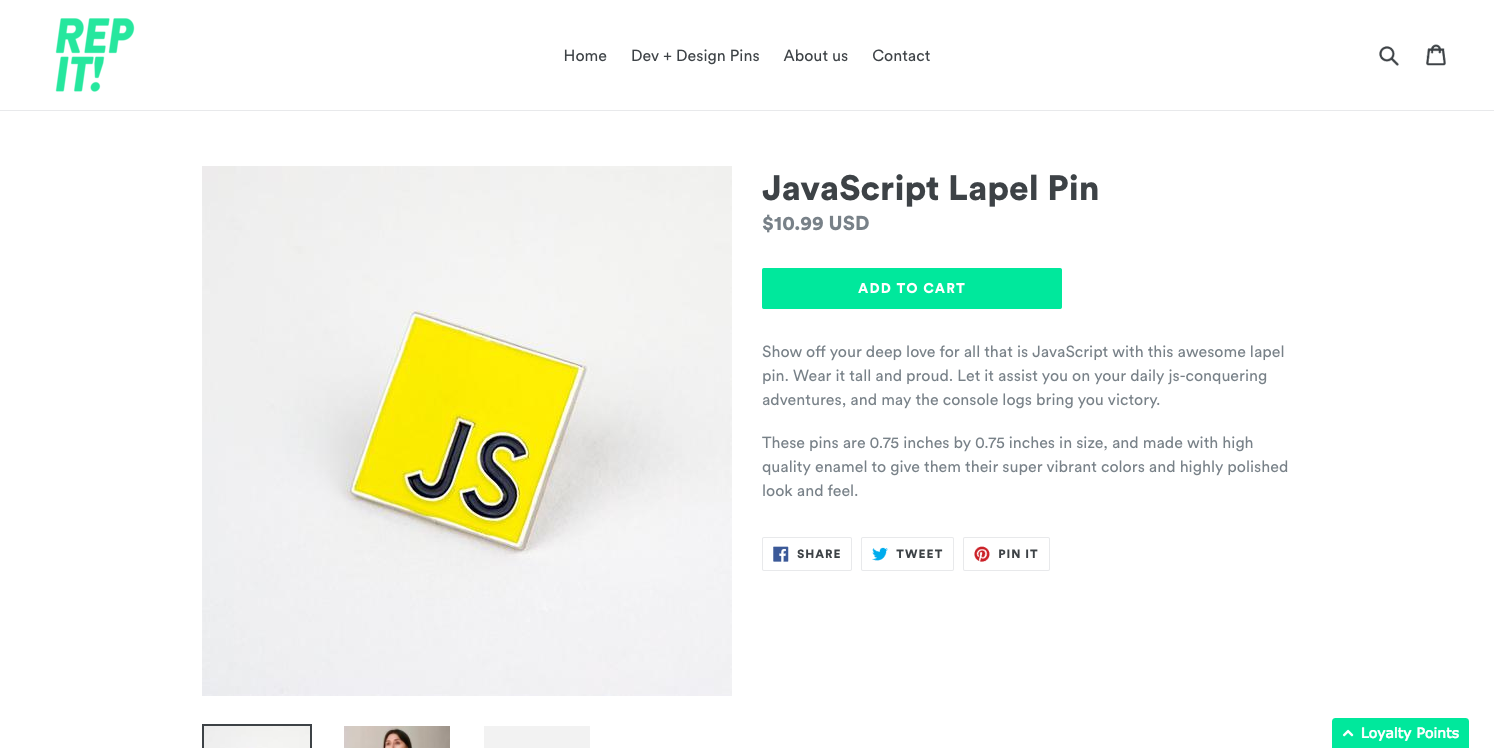 REP
IT!
Home Dev + Design Pins About us Contact
JavaScript Lapel Pin
$10.99 USD
ADD TO CART
Show off your deep love for all that is JavaScript with this awesome lapel
pin. Wear it tall and proud. Let it assist you on your daily js-conquering
adventures, and may the console logs bring you victory.
These pins are 0.75 inches by 0.75 inches in size, and made with high
quality enamel to give them their super vibrant colors and highly polished
look and feel.
SHARE TWEET PIN IT
JS
Loyalty Points